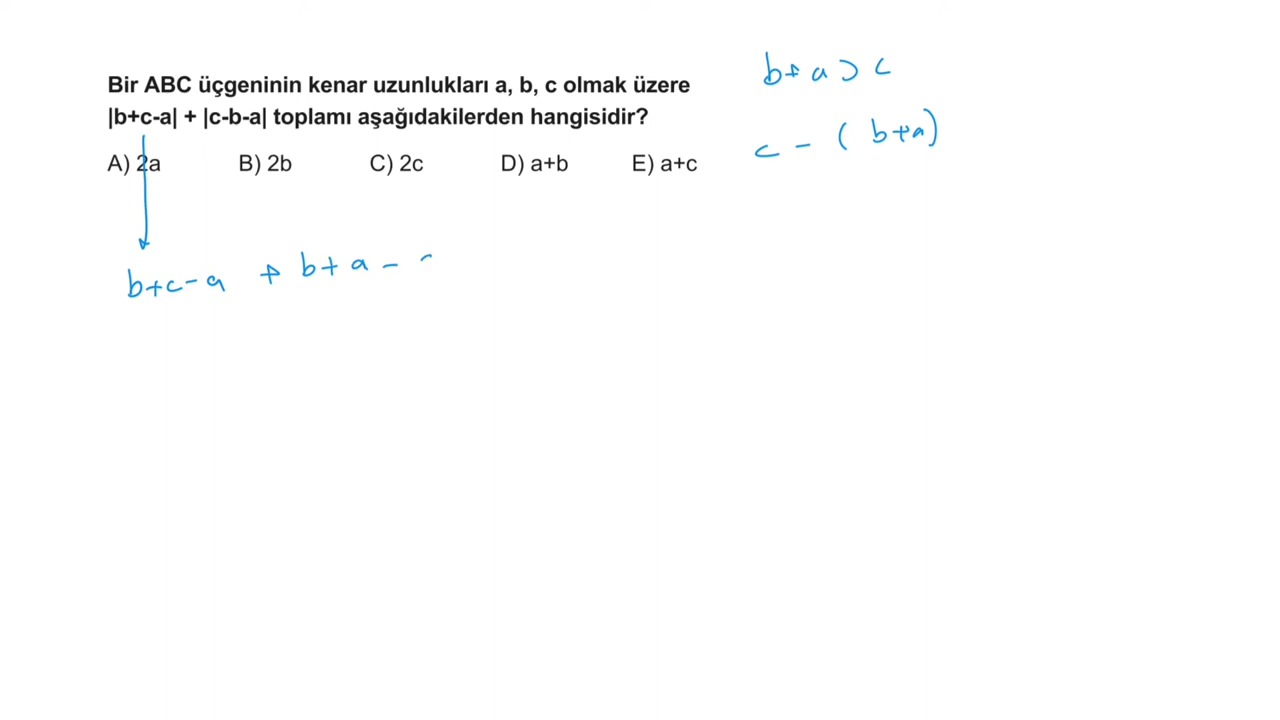 Bir ABC üçgeninin kenar uzunlukları a, b, c olmak üzere
|b+c-a| + |c-b-a| toplamı aşağıdakilerden hangisidir?
A) 2a B) 2b C) 2c D) a+b E) a+c
b+a>c
c-(b+a)
b+c-a + b+a-